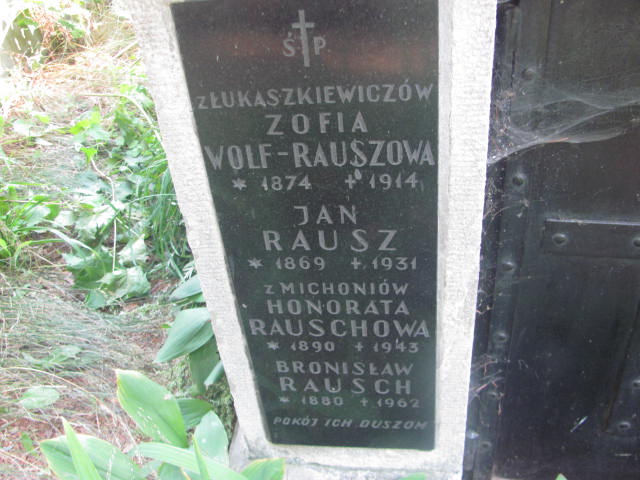 Ś P
z ŁUKASZKIEWICZÓW
ZOFIA
WOLF-RAUSZOWA
* 1874 + 1914
JAN
RAUSZ
* 1869 + 1931
z MICHONIÓW
HONORATA
RAUSCHOWA
* 1890 + 1943
BRONISŁAW
RAUSCH
* 1880 + 1962
POKÓJ ICH DUSZOM